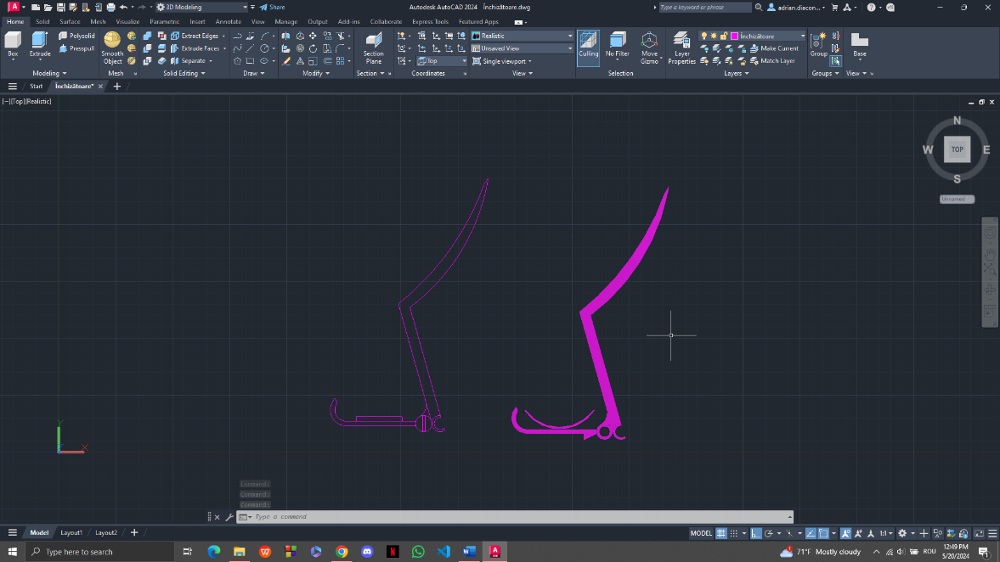 A CAD
3D Modeling
Share
Autodesk AutoCAD 2024 Închizătoare.dwg
Type a keyword or phrase
adrian.diacon...
Home Solid Surface Mesh Visualize Parametric Insert Annotate View Manage Output Add-ins Collaborate Express Tools Featured Apps
Box
Extrude
Polysolid
Presspull
Smooth Object
Extract Edges
Extrude Faces
Separate
Section Plane
Top
Realistic
Unsaved View
Single viewport
Culling
No Filter
Move Gizmo
Layer Properties
Închizătoare
Make Current
Match Layer
Group
Base
Modeling
Mesh
Solid Editing
Draw
Modify
Section
Coordinates
View
Selection
Layers
Groups
View
Start
Închizătoare*
[−][Top][Realistic]
N
W
TOP
E
S
Unnamed
Y
X
Command:
Command:
Command:
Type a command
Model Layout1 Layout2
MODEL
1:1
Type here to search
71°F Mostly cloudy
ROU
12:49 PM
5/20/2024